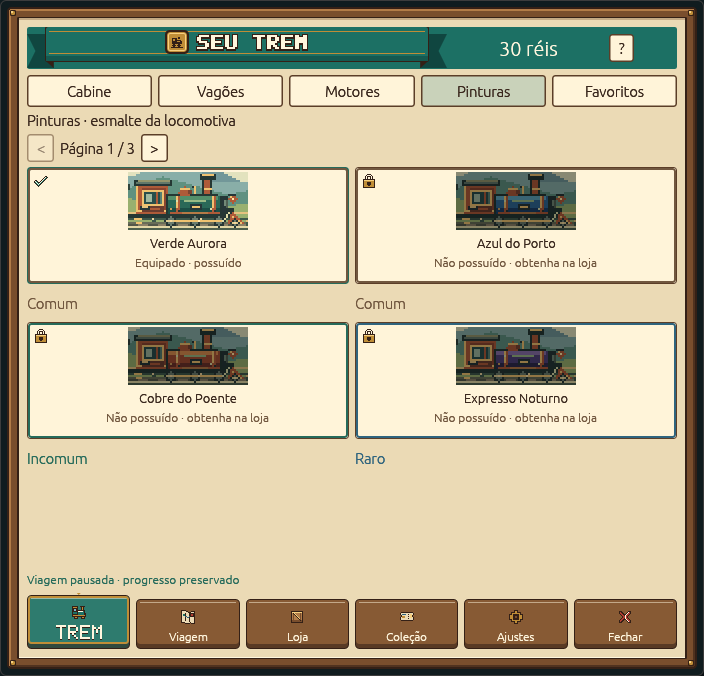 SEU TREM
30 réis
?
Cabine
Vagões
Motores
Pinturas
Favoritos
Pinturas · esmalte da locomotiva
<
Página 1 / 3
>
Verde Aurora
Equipado · possuído
Azul do Porto
Não possuído · obtenha na loja
Comum
Comum
Cobre do Poente
Não possuído · obtenha na loja
Expresso Noturno
Não possuído · obtenha na loja
Incomum
Raro
Viagem pausada · progresso preservado
TREM
Viagem
Loja
Coleção
Ajustes
Fechar